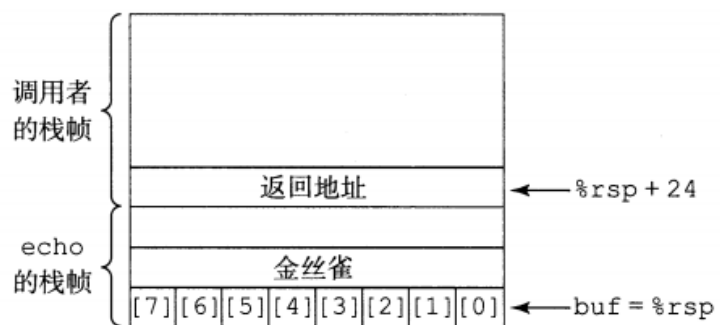 调用者
的栈帧
返回地址
%rsp + 24
echo
的栈帧
金丝雀
[7] [6] [5] [4] [3] [2] [1] [0]
buf = %rsp